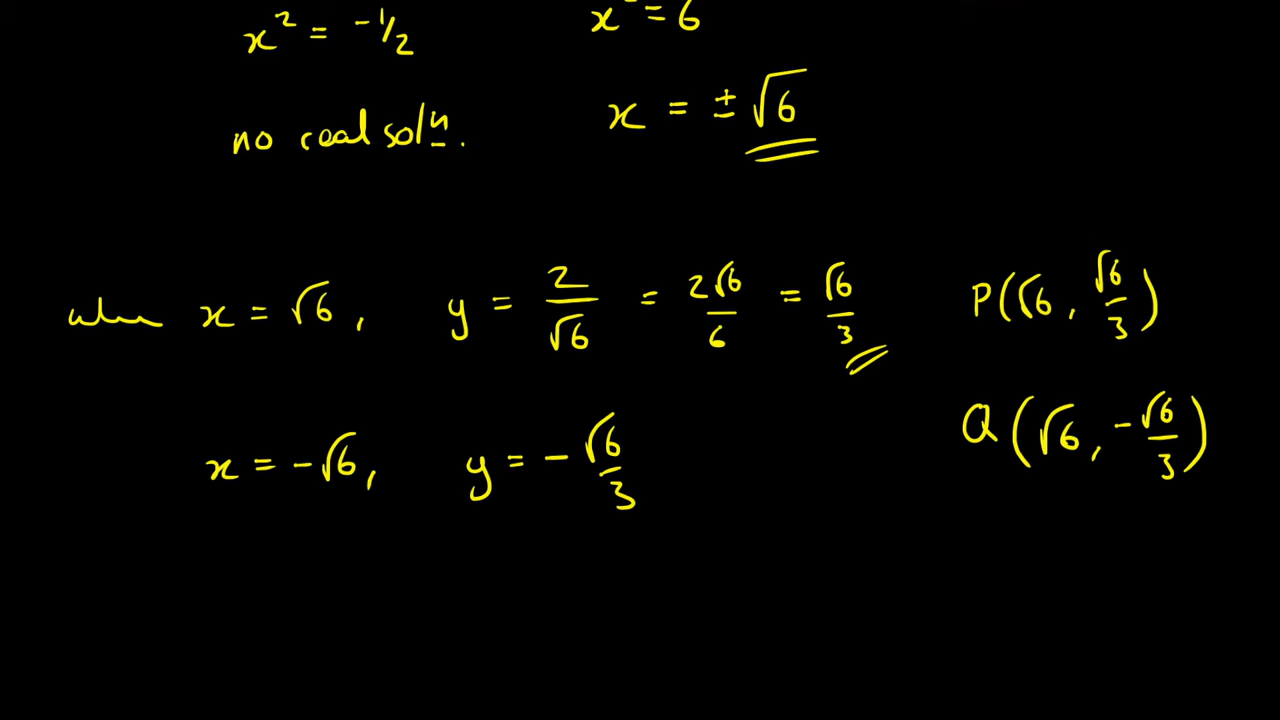 x² = -1/2    x² = 6
no real solⁿ.    x = ±√6
when x = √6,    y = 2/√6 = 2√6/6 = √6/3    P(√6, √6/3)
x = -√6,    y = -√6/3    Q(√6, -√6/3)